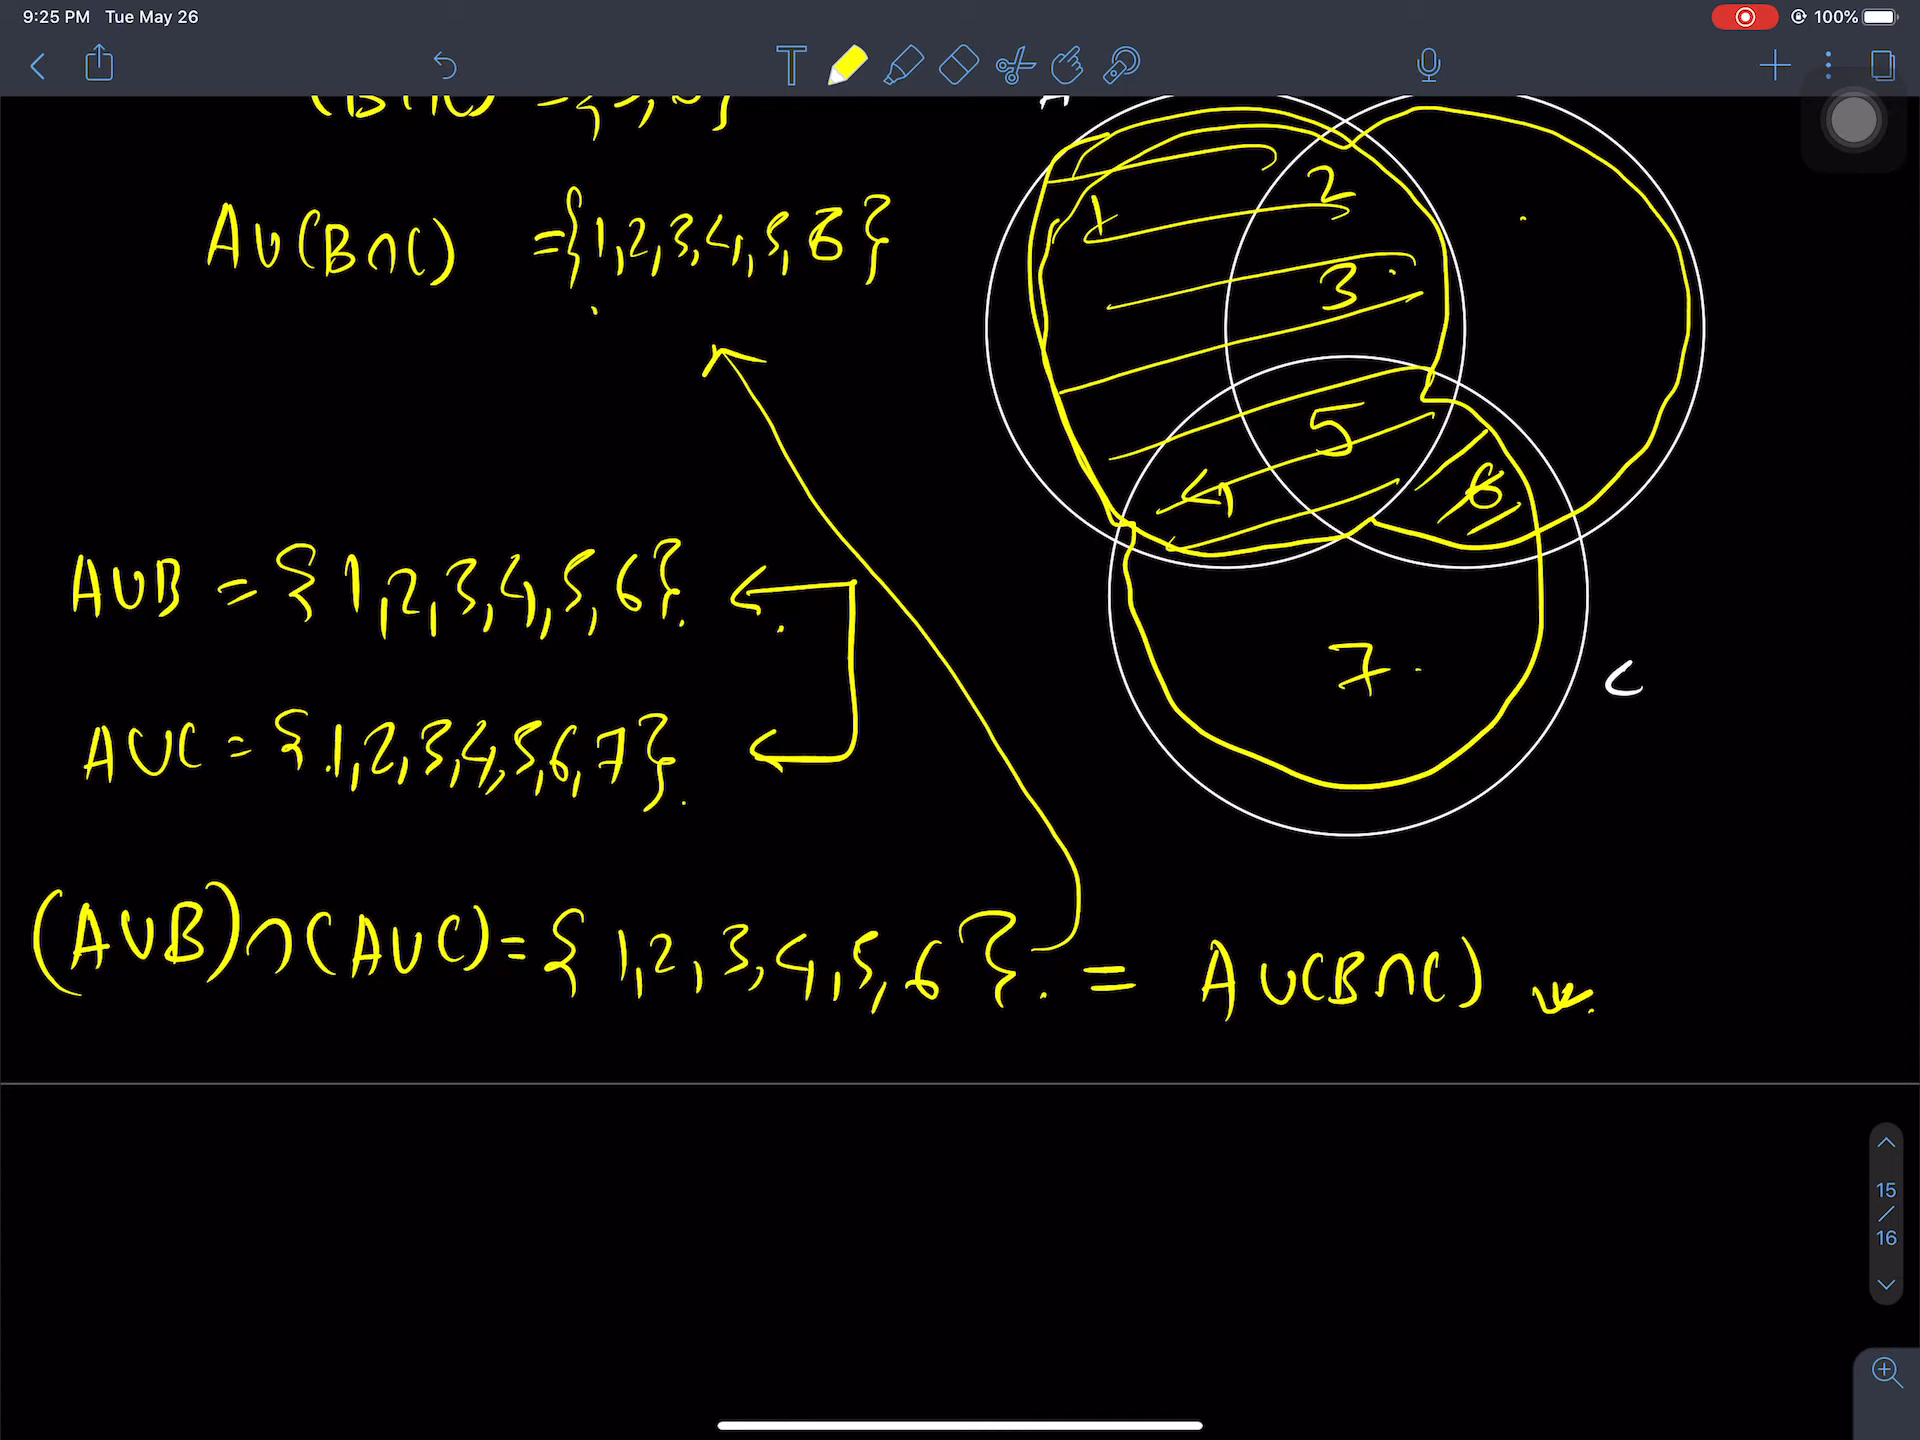 9:25 PM Tue May 26
100%
A∪(B∩C) ={1,2,3,4,5,6}
1 2
3
5
4 6
A∪B = {1,2,3,4,5,6}.
7
C
A∪C = {1,2,3,4,5,6,7}.
(A∪B)∩(A∪C)= {1,2,3,4,5,6}. = A∪(B∩C)
15
/
16